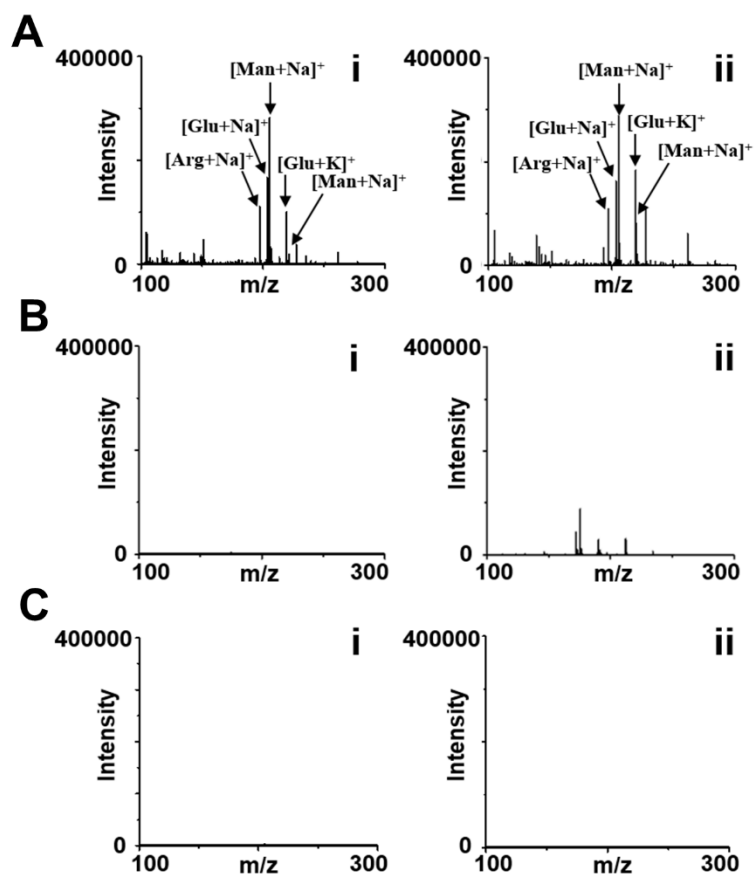 A
400000
Intensity
0
100
m/z
300
i
[Man+Na]⁺
[Glu+Na]⁺
[Arg+Na]⁺
[Glu+K]⁺
[Man+Na]⁺
400000
Intensity
0
100
m/z
300
ii
[Man+Na]⁺
[Glu+Na]⁺
[Glu+K]⁺
[Arg+Na]⁺
[Man+Na]⁺
B
400000
Intensity
0
100
m/z
300
i
400000
Intensity
0
100
m/z
300
ii
C
400000
Intensity
0
100
m/z
300
i
400000
Intensity
0
100
m/z
300
ii